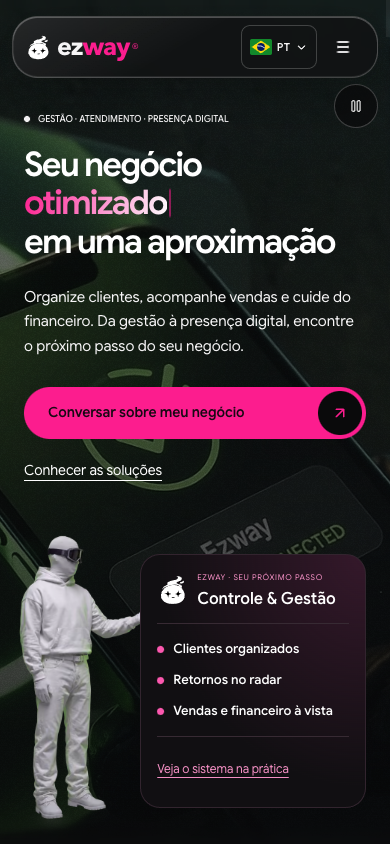 ezway®
PT
GESTÃO · ATENDIMENTO · PRESENÇA DIGITAL
Seu negócio
otimizado
em uma aproximação
Organize clientes, acompanhe vendas e cuide do
financeiro. Da gestão à presença digital, encontre
o próximo passo do seu negócio.
Conversar sobre meu negócio
Conhecer as soluções
Ezway
NECTED
EZWAY · SEU PRÓXIMO PASSO
Controle & Gestão
Clientes organizados
Retornos no radar
Vendas e financeiro à vista
Veja o sistema na prática